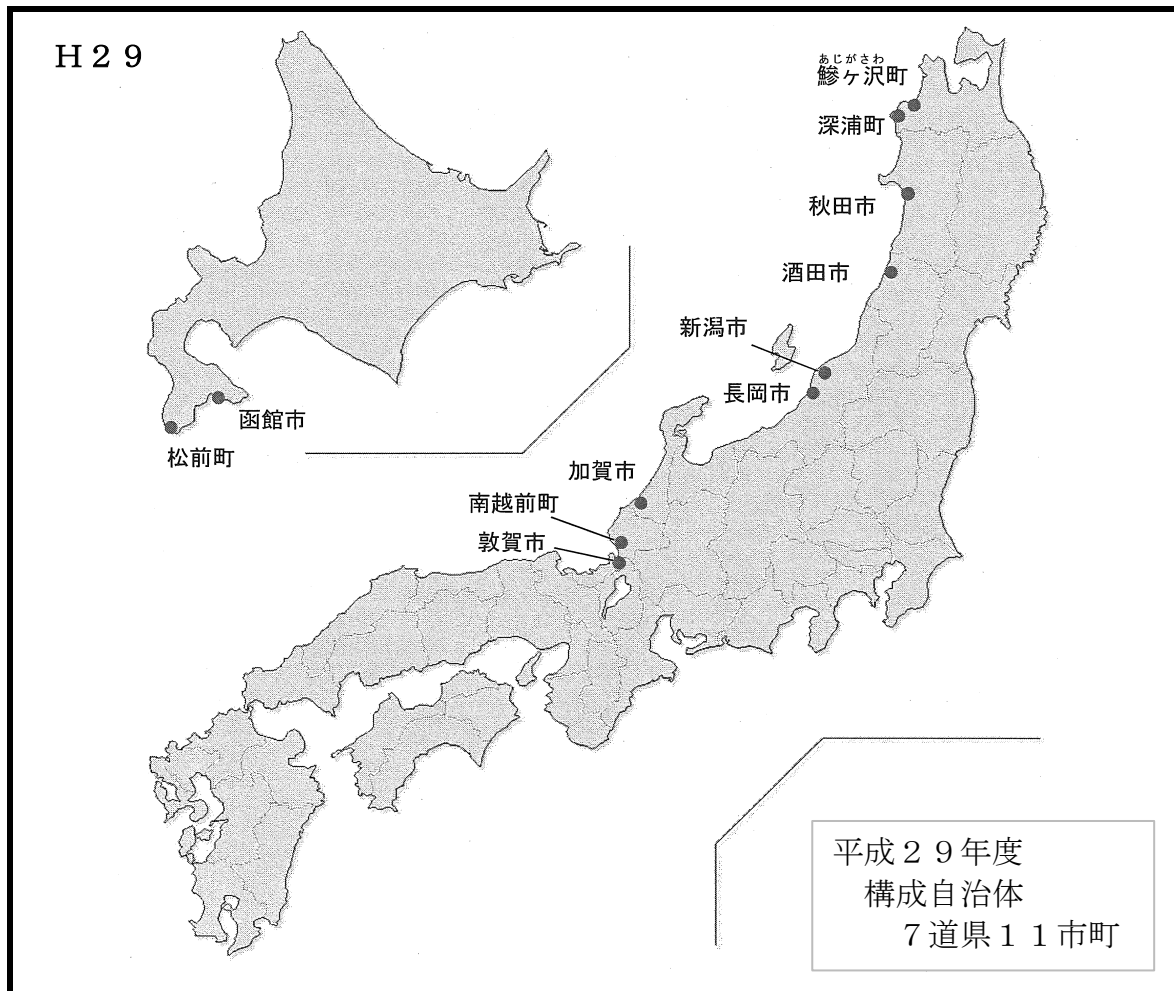 H29
あじがさわ
鰺ヶ沢町
深浦町
秋田市
酒田市
新潟市
長岡市
函館市
松前町
加賀市
南越前町
敦賀市
平成29年度
構成自治体
7道県11市町